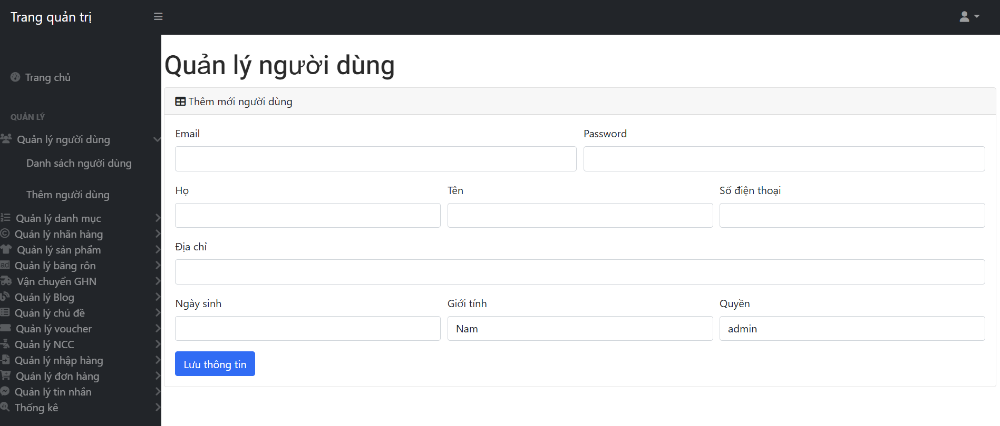 Trang quản trị
Trang chủ
QUẢN LÝ
Quản lý người dùng
Danh sách người dùng
Thêm người dùng
Quản lý danh mục
Quản lý nhãn hàng
Quản lý sản phẩm
Quản lý băng rôn
Vận chuyển GHN
Quản lý Blog
Quản lý chủ đề
Quản lý voucher
Quản lý NCC
Quản lý nhập hàng
Quản lý đơn hàng
Quản lý tin nhắn
Thống kê
Quản lý người dùng
Thêm mới người dùng
Email Password
Họ Tên Số điện thoại
Địa chỉ
Ngày sinh Giới tính Quyền
Nam admin
Lưu thông tin